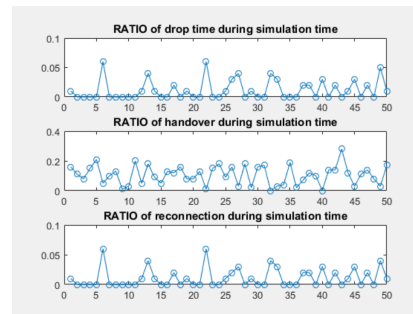 RATIO of drop time during simulation time
0.1
0.05
0
0 5 10 15 20 25 30 35 40 45 50
RATIO of handover during simulation time
0.4
0.2
0
0 5 10 15 20 25 30 35 40 45 50
RATIO of reconnection during simulation time
0.1
0.05
0
0 5 10 15 20 25 30 35 40 45 50